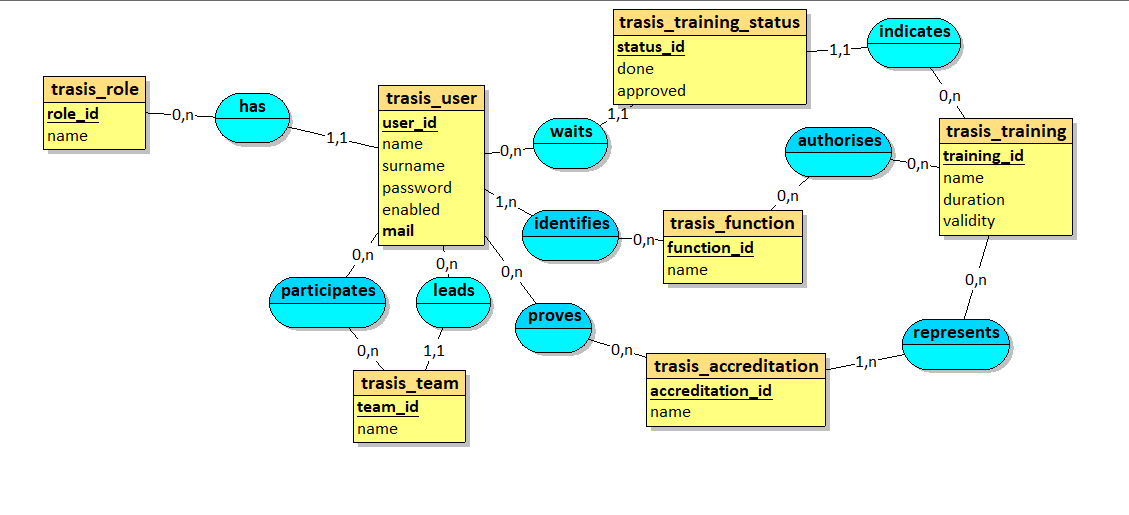 trasis_training_status
status_id
done
approved
1,1
indicates
0,n
trasis_role
role_id
name
0,n
has
1,1
trasis_user
user_id
name
surname
password
enabled
mail
0,n
waits
1,1
authorises
0,n
0,n
trasis_training
training_id
name
duration
validity
1,n
identifies
0,n
trasis_function
function_id
name
0,n
participates
0,n
0,n
leads
1,1
0,n
proves
0,n
0,n
represents
1,n
trasis_accreditation
accreditation_id
name
trasis_team
team_id
name